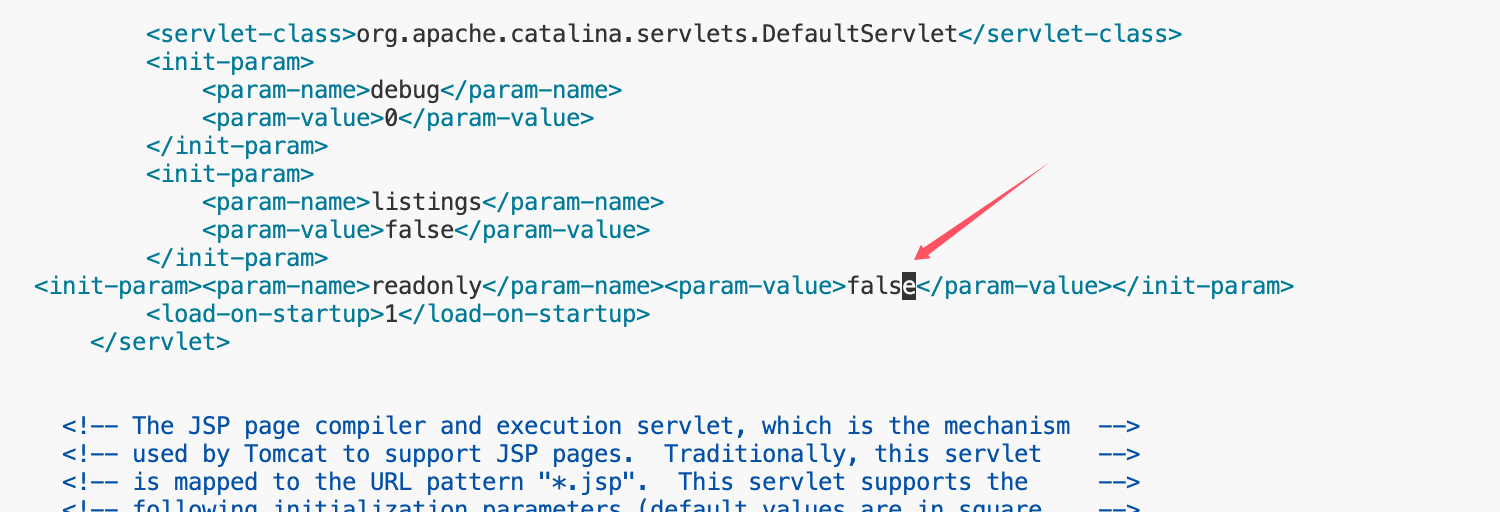 <servlet-class>org.apache.catalina.servlets.DefaultServlet</servlet-class>
<init-param>
<param-name>debug</param-name>
<param-value>0</param-value>
</init-param>
<init-param>
<param-name>listings</param-name>
<param-value>false</param-value>
</init-param>
<init-param><param-name>readonly</param-name><param-value>false</param-value></init-param>
<load-on-startup>1</load-on-startup>
</servlet>
<!-- The JSP page compiler and execution servlet, which is the mechanism -->
<!-- used by Tomcat to support JSP pages. Traditionally, this servlet -->
<!-- is mapped to the URL pattern "*.jsp". This servlet supports the -->
<!-- following initialization parameters (default values are in square -->